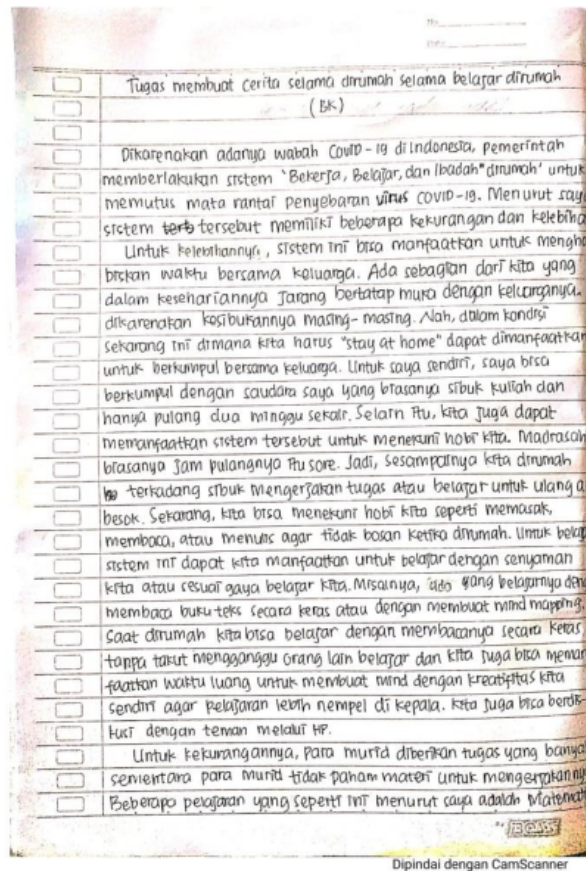 No.
Date
Tugas membuat cerita selama dirumah selama belajar dirumah
(BK)
Dikarenakan adanya wabah Covid-19 di Indonesia, pemerintah
memberlakukan sistem 'Bekerja, Belajar, dan Ibadah" dirumah' untuk
memutus mata rantai penyebaran virus COVID-19. Menurut say
sistem terb tersebut memiliki beberapa kekurangan dan kelebiha
Untuk kelebihannya, sistem ini bisa manfaatkan untuk mengha
biskan waktu bersama keluarga. Ada sebagian dari kita yang
dalam kesehariannya jarang bertatap muka dengan keluarganya.
dikarenakan kesibukannya masing-masing. Nah, dalam kondisi
sekarang ini dimana kita harus "stay at home" dapat dimanfaatkan
untuk berkumpul bersama keluarga. Untuk saya sendiri, saya bisa
berkumpul dengan saudara saya yang biasanya sibuk kuliah dan
hanya pulang dua minggu sekali. Selain itu, kita juga dapat
memanfaatkan sistem tersebut untuk menekuni hobi kita. Madrasah
biasanya jam pulangnya itu sore. Jadi, sesampainya kita dirumah
terkadang sibuk mengerjakan tugas atau belajar untuk ulanga
besok. Sekarang, kita bisa menekuni hobi kita seperti memasak,
membaca, atau menulis agar tidak bosan ketika dirumah. Untuk belaj
sistem ini dapat kita manfaatkan untuk belajar dengan senyaman
kita atau sesuai gaya belajar kita. Misalnya, ada yang belajarnya den
membaca buku teks secara keras atau dengan membuat mind mapping.
Saat dirumah kita bisa belajar dengan membacanya secara keras
tanpa takut mengganggu orang lain belajar dan kita juga bisa meman
faatkan waktu luang untuk membuat mind dengan kreatifitas kita
sendiri agar pelajaran lebih nempel di kepala. Kita juga bisa berdis
kusi dengan teman melalui HP.
Untuk kekurangannya, para murid diberikan tugas yang banya
sementara para murid tidak paham materi untuk mengerjakanny
Beberapa pelajaran yang seperti ini menurut saya adalah Matemat
BOSS
Dipindai dengan CamScanner